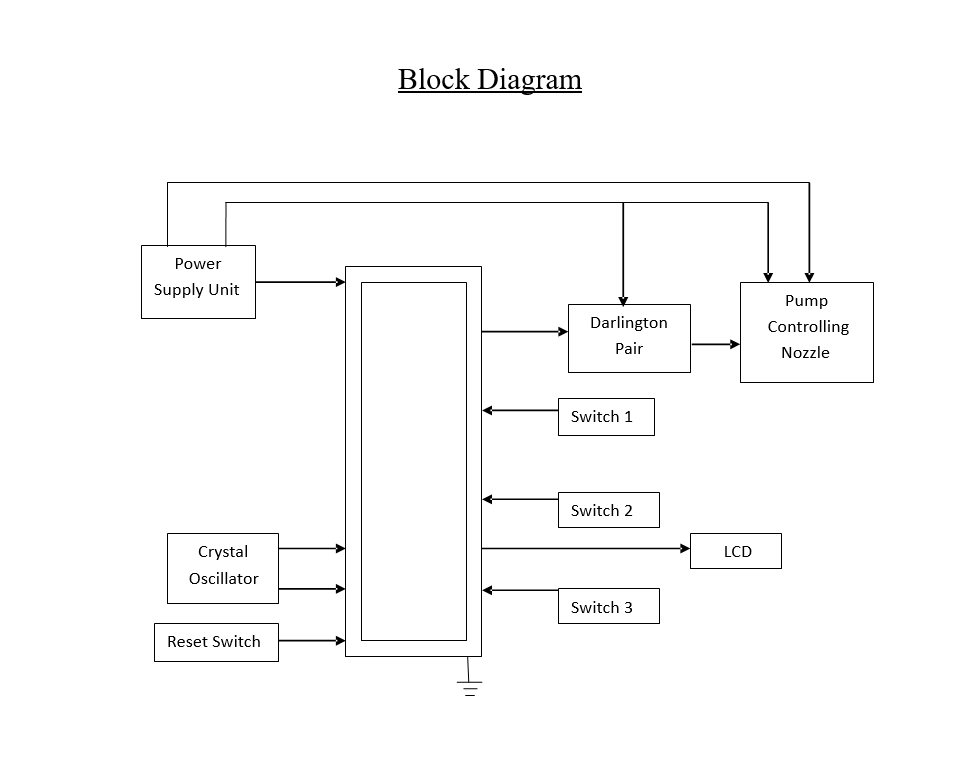 Block Diagram
Power
Supply Unit
Pump
Controlling
Nozzle
Darlington
Pair
Switch 1
Switch 2
Crystal
Oscillator
LCD
Switch 3
Reset Switch